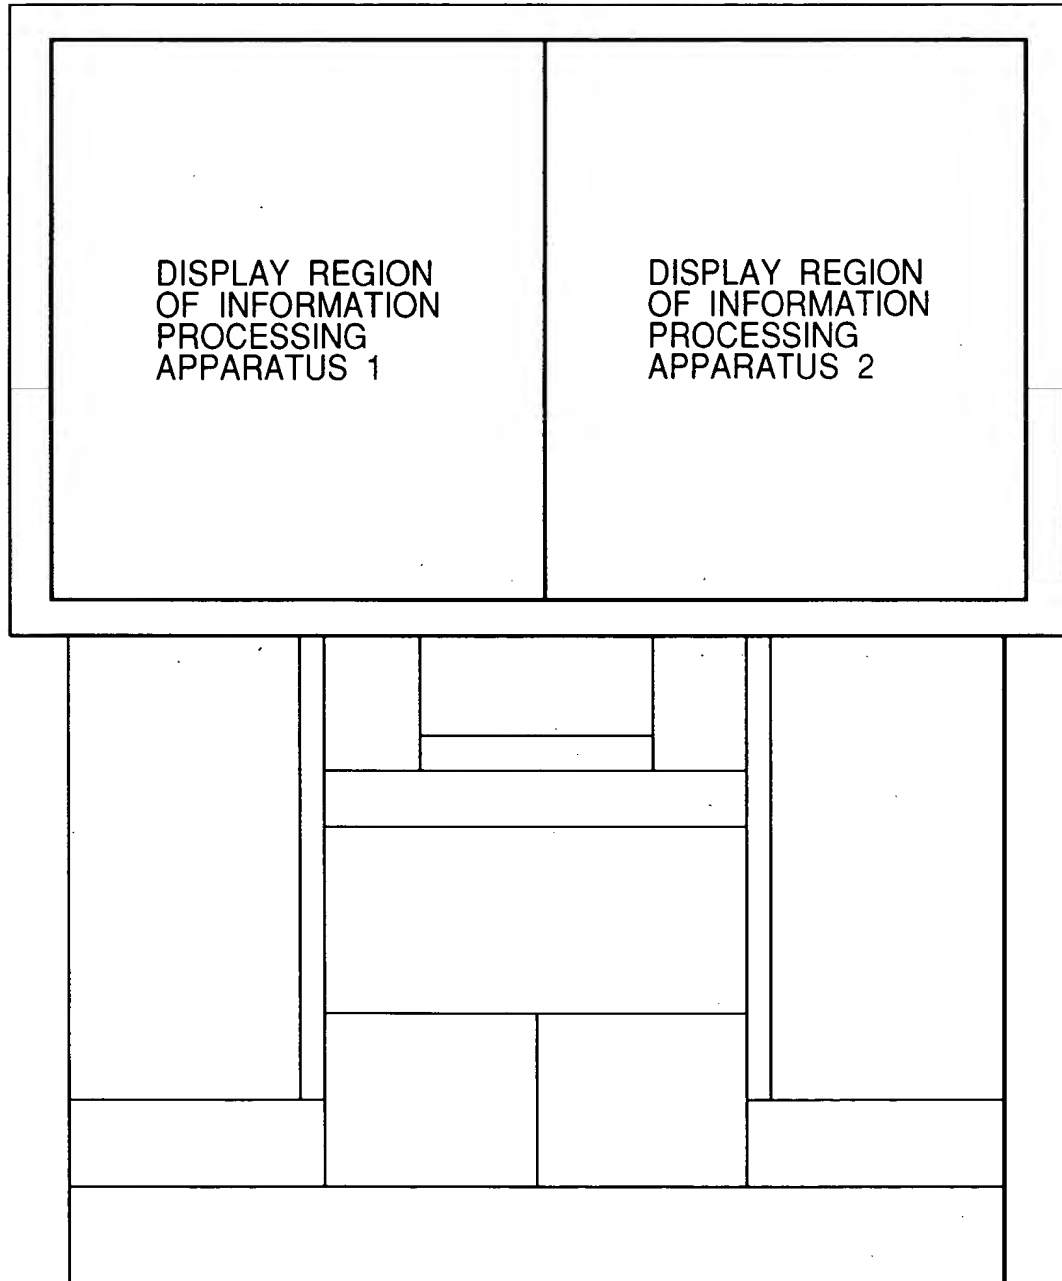 DISPLAY REGION
OF INFORMATION
PROCESSING
APPARATUS 1
DISPLAY REGION
OF INFORMATION
PROCESSING
APPARATUS 2